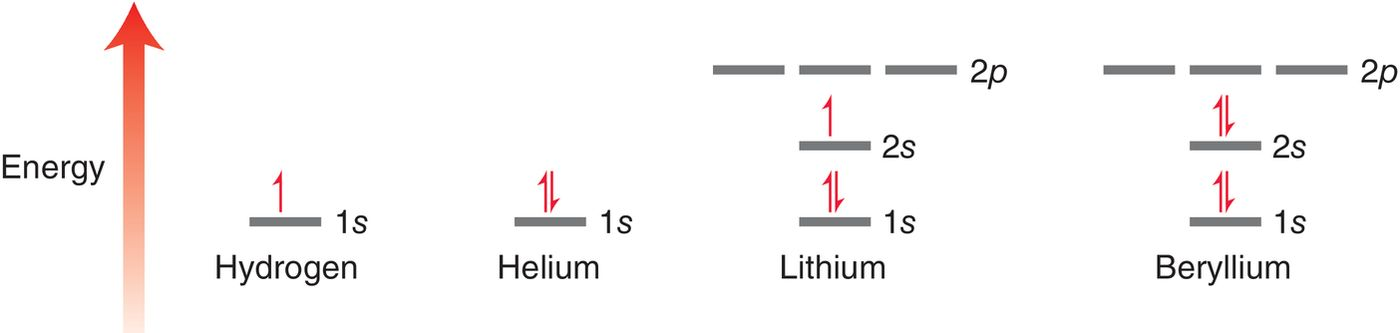 Energy
1s
Hydrogen
1s
Helium
2p
2s
1s
Lithium
2p
2s
1s
Beryllium